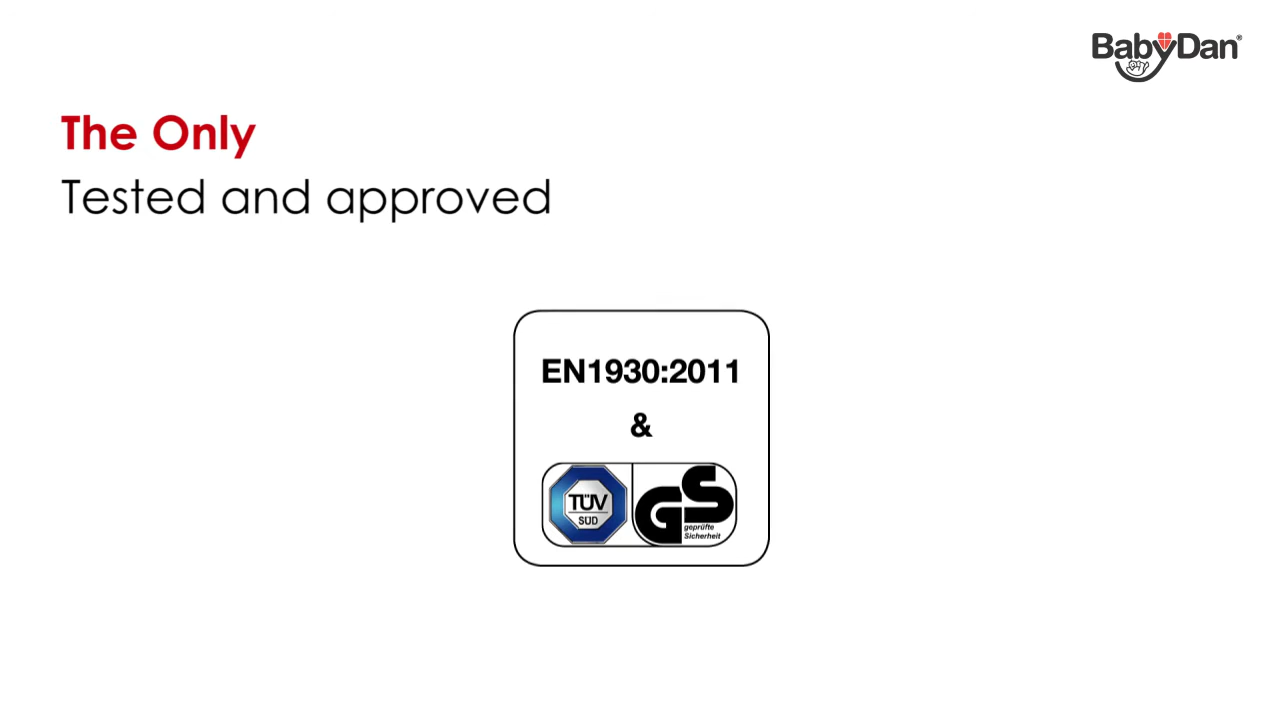 BabyDan®
The Only
Tested and approved
EN1930:2011
&
TÜV
SÜD
GS
geprüfte
Sicherheit